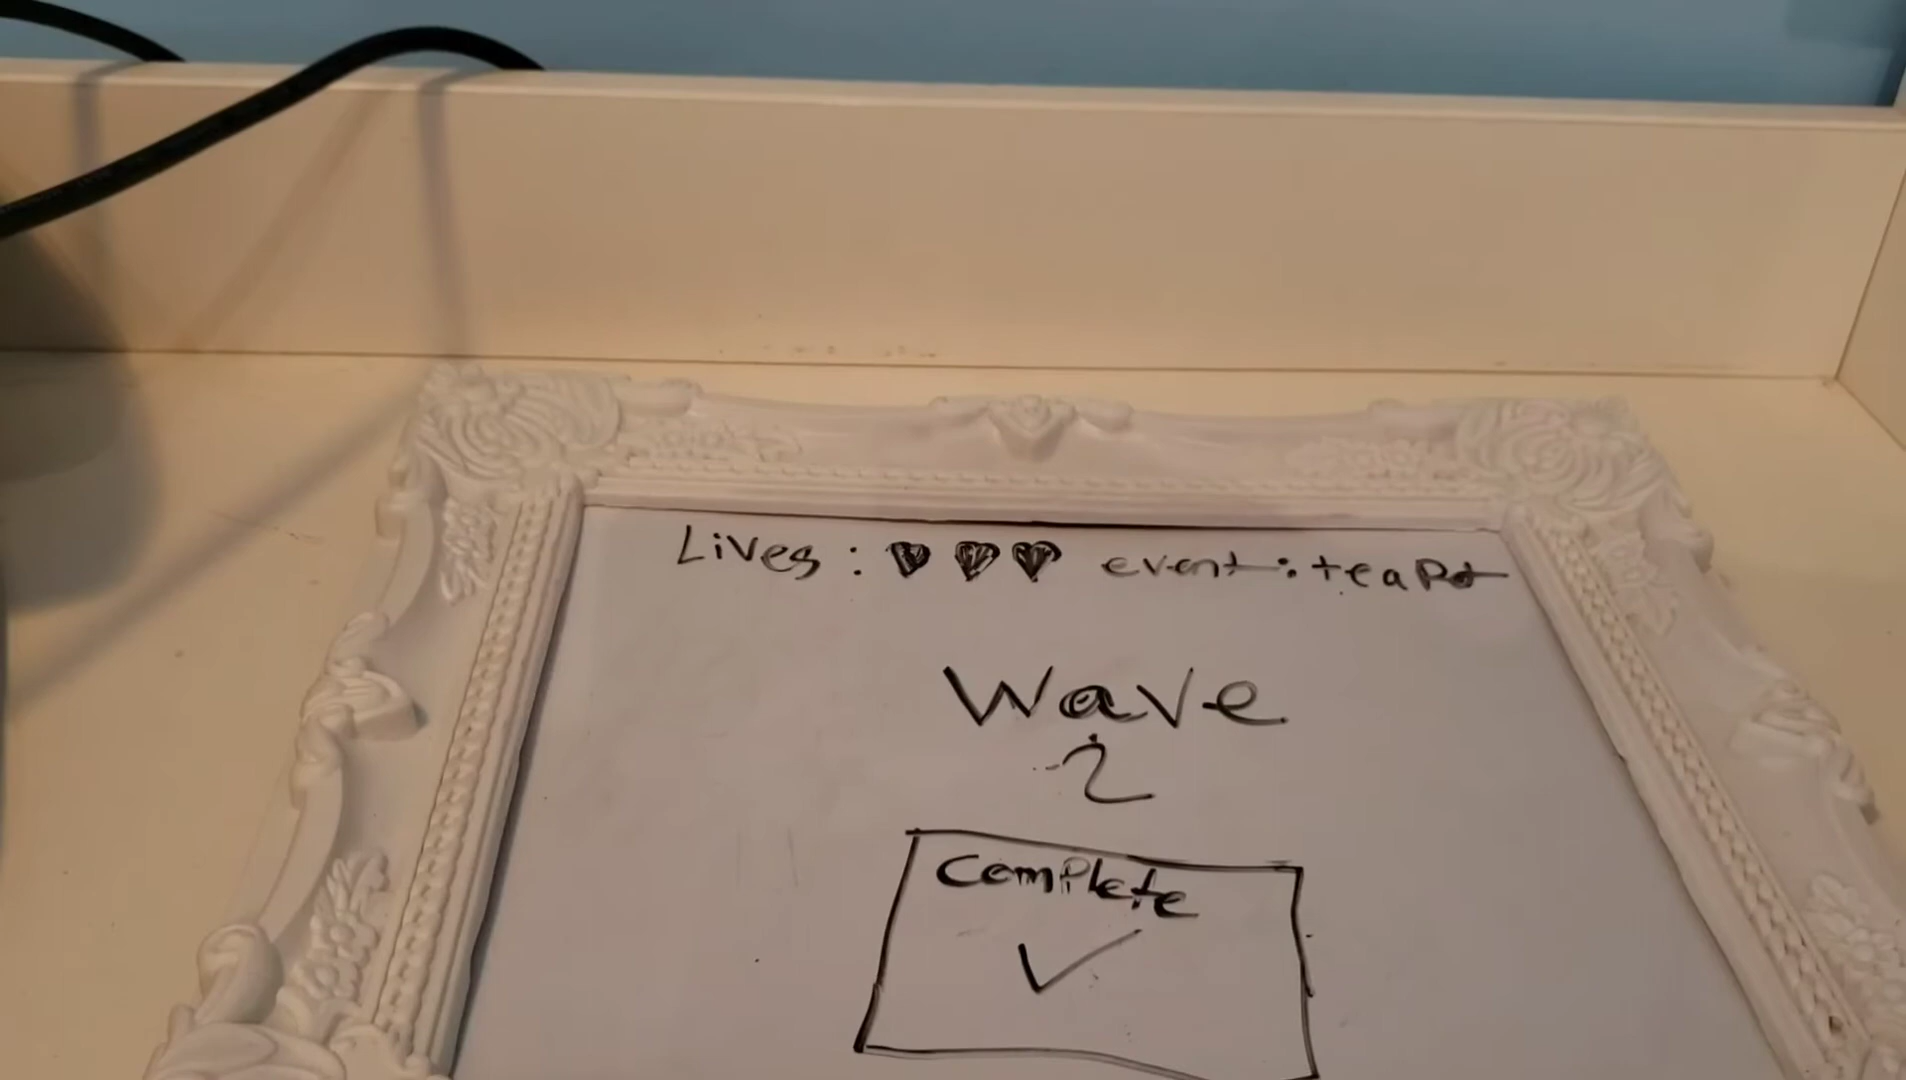 Lives: ♥ ♥ ♥ event: teapot
Wave
2
Complete
✓